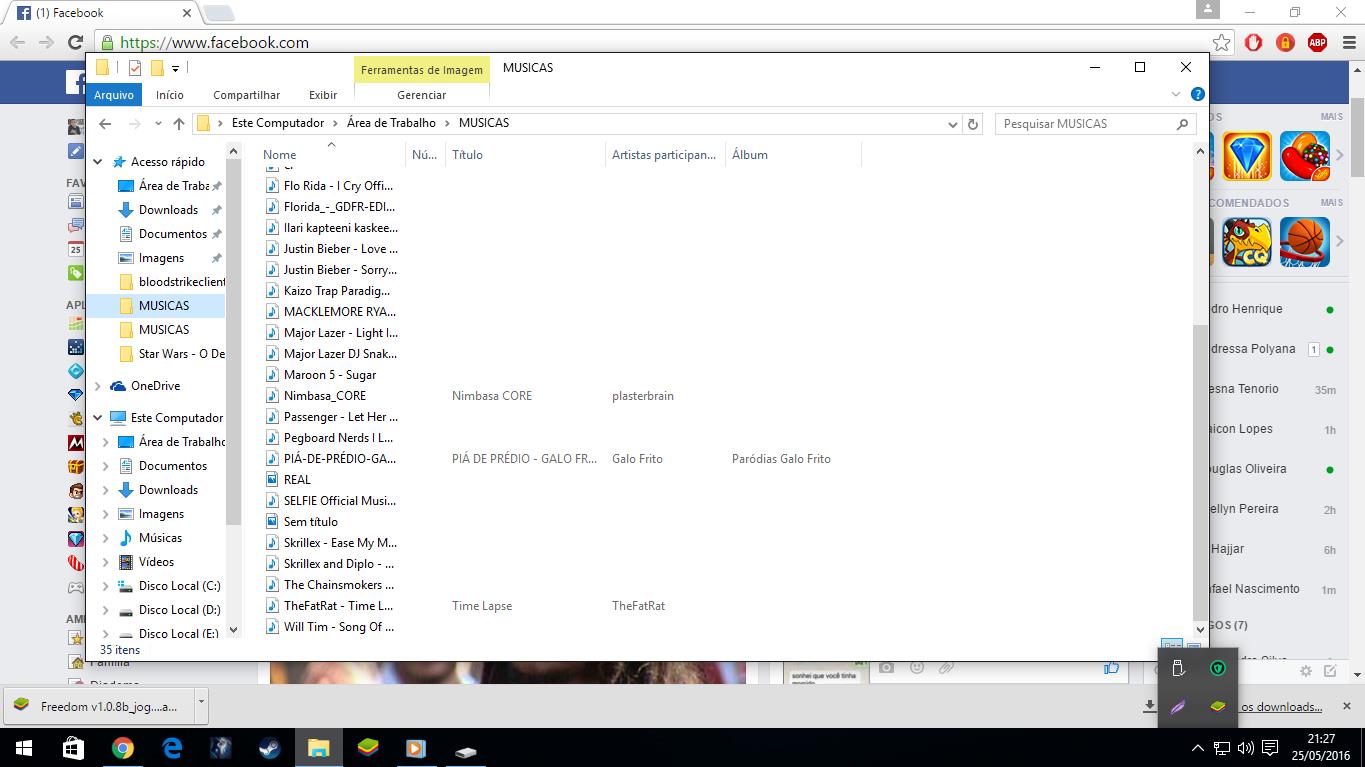 (1) Facebook
https://www.facebook.com
Ferramentas de Imagem
MUSICAS
Arquivo
Início
Compartilhar
Exibir
Gerenciar
Este Computador
Área de Trabalho
MUSICAS
Pesquisar MUSICAS
Acesso rápido
Área de Traba
Downloads
Documentos
Imagens
bloodstrikeclient
MUSICAS
MUSICAS
Star Wars - O De
OneDrive
Este Computador
Área de Trabalho
Documentos
Downloads
Imagens
Músicas
Vídeos
Disco Local (C:)
Disco Local (D:)
Disco Local (E:)
Nome Nú... Título Artistas participan... Álbum
Flo Rida - I Cry Offi...
Florida_-_GDFR-EDI...
Ilari kapteeni kaskee...
Justin Bieber - Love ...
Justin Bieber - Sorry...
Kaizo Trap Paradig...
MACKLEMORE RYA...
Major Lazer - Light I...
Major Lazer DJ Snak...
Maroon 5 - Sugar
Nimbasa_CORE Nimbasa CORE plasterbrain
Passenger - Let Her ...
Pegboard Nerds I L...
PIÁ-DE-PRÉDIO-GA... PIÁ DE PRÉDIO - GALO FR... Galo Frito Paródias Galo Frito
REAL
SELFIE Official Musi...
Sem título
Skrillex - Ease My M...
Skrillex and Diplo - ...
The Chainsmokers ...
TheFatRat - Time L... Time Lapse TheFatRat
Will Tim - Song Of ...
35 itens
FAV
25
APL
AM
OS MAIS
COMENDADOS MAIS
CQ
dro Henrique
dressa Polyana 1
esna Tenorio 35m
aicon Lopes 1h
ouglas Oliveira
ellyn Pereira 2h
Hajjar 6h
afael Nascimento 1m
GOS (7)
sonhei que você tinha
Freedom v1.0.8b_jog....a...
os downloads...
ABP
21:27
25/05/2016